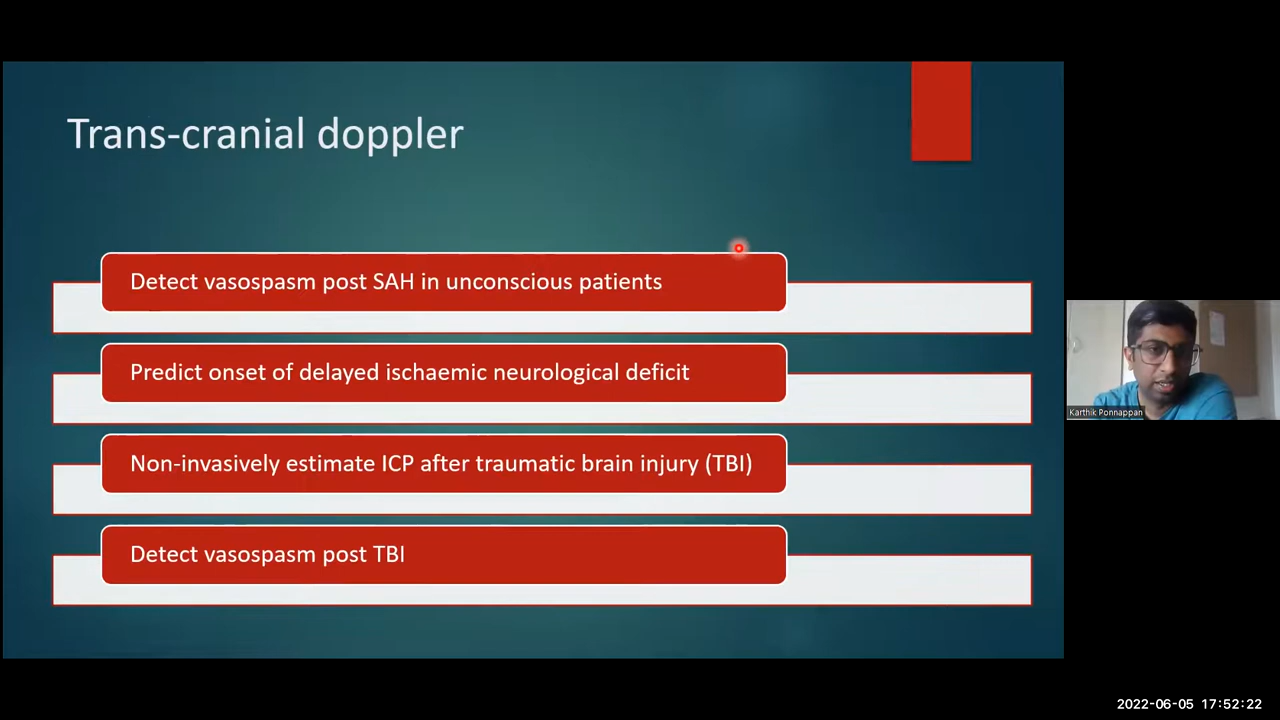 Trans-cranial doppler
Detect vasospasm post SAH in unconscious patients
Predict onset of delayed ischaemic neurological deficit
Non-invasively estimate ICP after traumatic brain injury (TBI)
Detect vasospasm post TBI
Karthik Ponnappan
2022-06-05 17:52:22